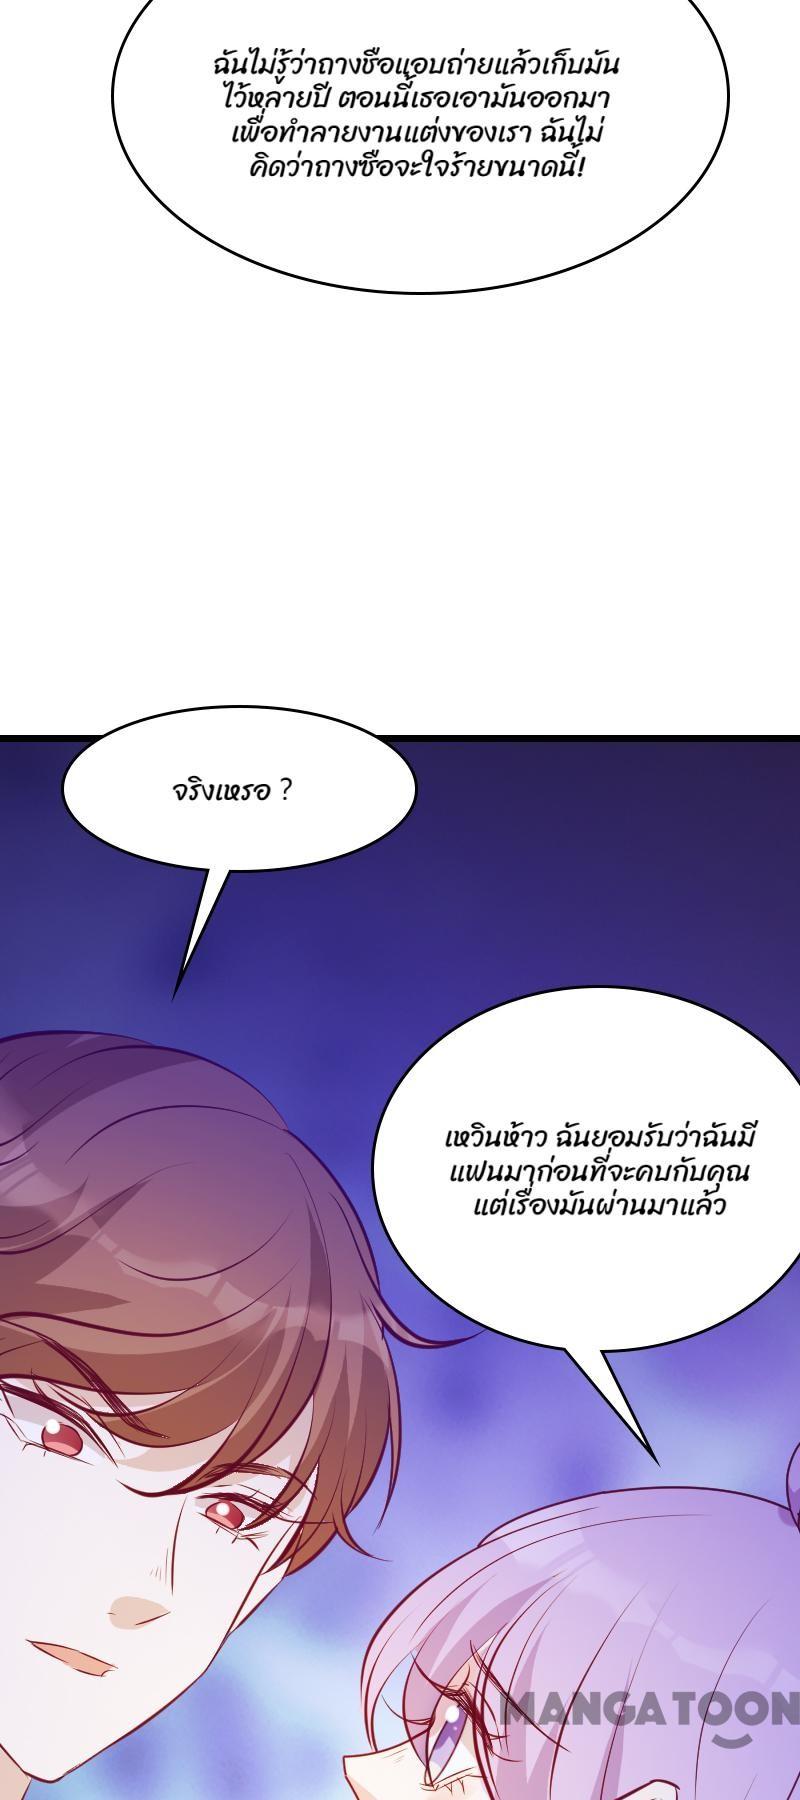 ฉันไม่รู้ว่าถางซือแอบถ่ายแล้วเก็บมัน
ไว้หลายปี ตอนนี้เธอเอามันออกมา
เพื่อทำลายงานแต่งของเรา ฉันไม่
คิดว่าถางซือจะใจร้ายขนาดนี้!
จริงเหรอ ?
เหวินห้าว ฉันยอมรับว่าฉันมี
แฟนมาก่อนที่จะคบกับคุณ
แต่เรื่องมันผ่านมาแล้ว
MANGATOON